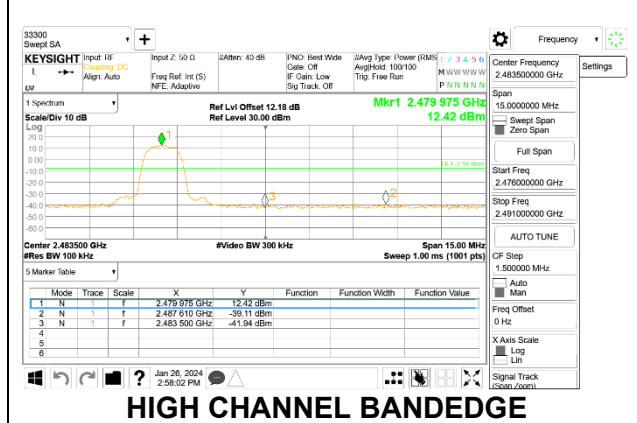 33300
Swept SA
+
Frequency
KEYSIGHT Input: RF Input Z: 50 Ω #Atten: 40 dB PNO: Best Wide #Avg Type: Power (RMS 1 2 3 4 5 6
L Coupling: DC Gate: Off Avg|Hold: 100/100 M W W W W W
Align: Auto Freq Ref: Int (S) IF Gain: Low Trig: Free Run
NFE: Adaptive Sig Track: Off P N N N N N
Center Frequency
2.483500000 GHz
Settings
Span
15.0000000 MHz
Swept Span
Zero Span
Full Span
Start Freq
2.476000000 GHz
Stop Freq
2.491000000 GHz
AUTO TUNE
CF Step
1.500000 MHz
Auto
Man
Freq Offset
0 Hz
X Axis Scale
Log
Lin
Signal Track
(Span Zoom)
1 Spectrum
Scale/Div 10 dB
Ref Lvl Offset 12.18 dB
Ref Level 30.00 dBm
Mkr1 2.479 975 GHz
12.42 dBm
Log
20.0
10.0
0.00
-10.0
-20.0
-30.0
-40.0
-50.0
-60.0
1
2
3
DL1 -7.58 dBm
Center 2.483500 GHz #Video BW 300 kHz Span 15.00 MHz
#Res BW 100 kHz Sweep 1.00 ms (1001 pts)
5 Marker Table
Mode Trace Scale X Y Function Function Width Function Value
1 N 1 f 2.479 975 GHz 12.42 dBm
2 N 1 f 2.487 610 GHz -39.11 dBm
3 N 1 f 2.483 500 GHz -41.94 dBm
4
5
6
? Jan 26, 2024
2:58:02 PM
HIGH CHANNEL BANDEDGE